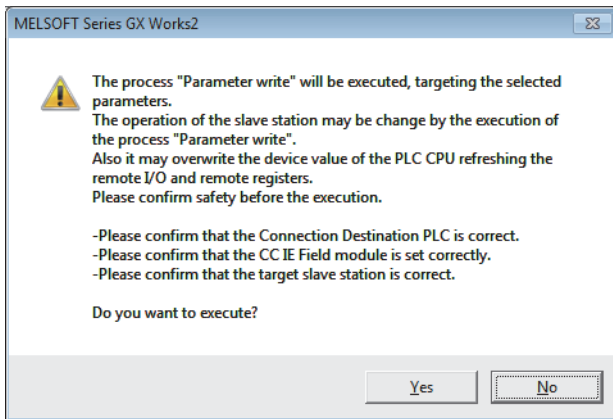 MELSOFT Series GX Works2
The process "Parameter write" will be executed, targeting the selected
parameters.
The operation of the slave station may be change by the execution of
the process "Parameter write".
Also it may overwrite the device value of the PLC CPU refreshing the
remote I/O and remote registers.
Please confirm safety before the execution.
-Please confirm that the Connection Destination PLC is correct.
-Please confirm that the CC IE Field module is set correctly.
-Please confirm that the target slave station is correct.
Do you want to execute?
Yes
No